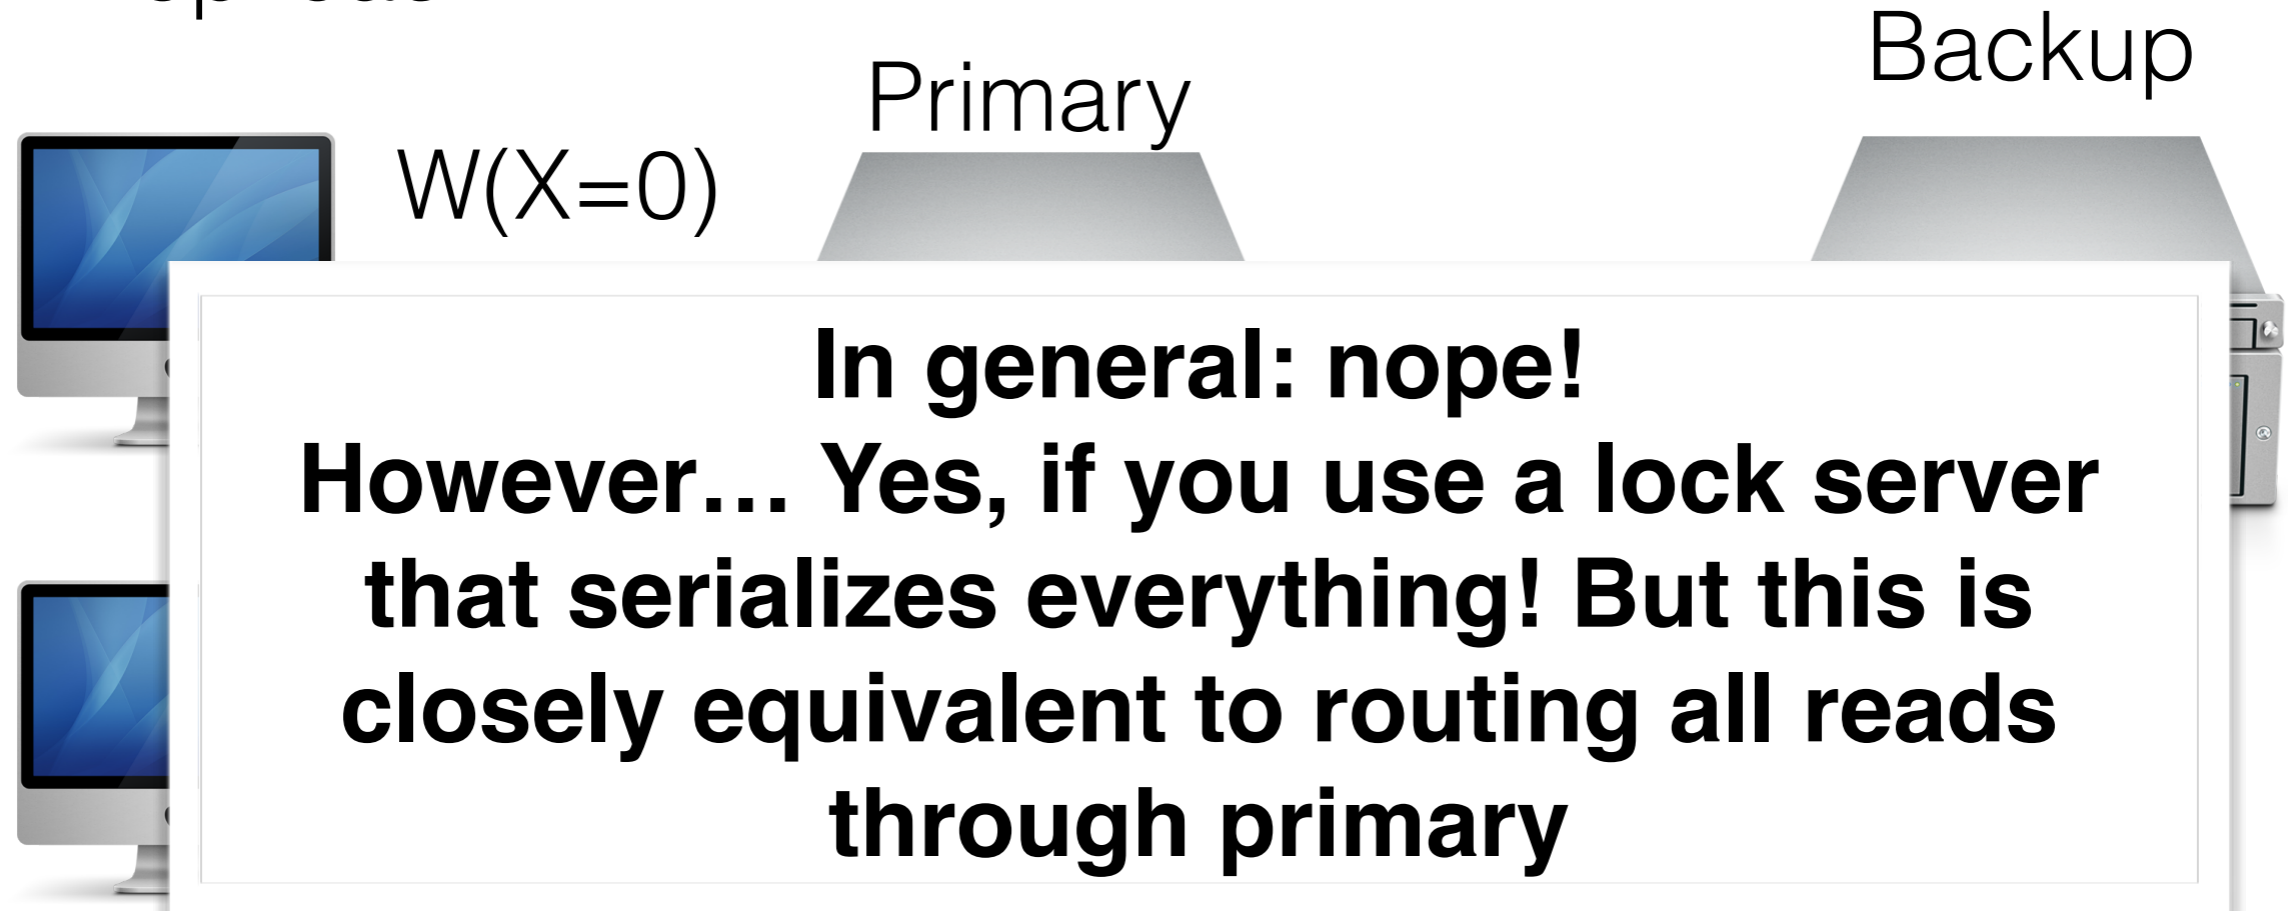 Backup
Primary
W(X=0)
In general: nope!
However… Yes, if you use a lock server
that serializes everything! But this is
closely equivalent to routing all reads
through primary